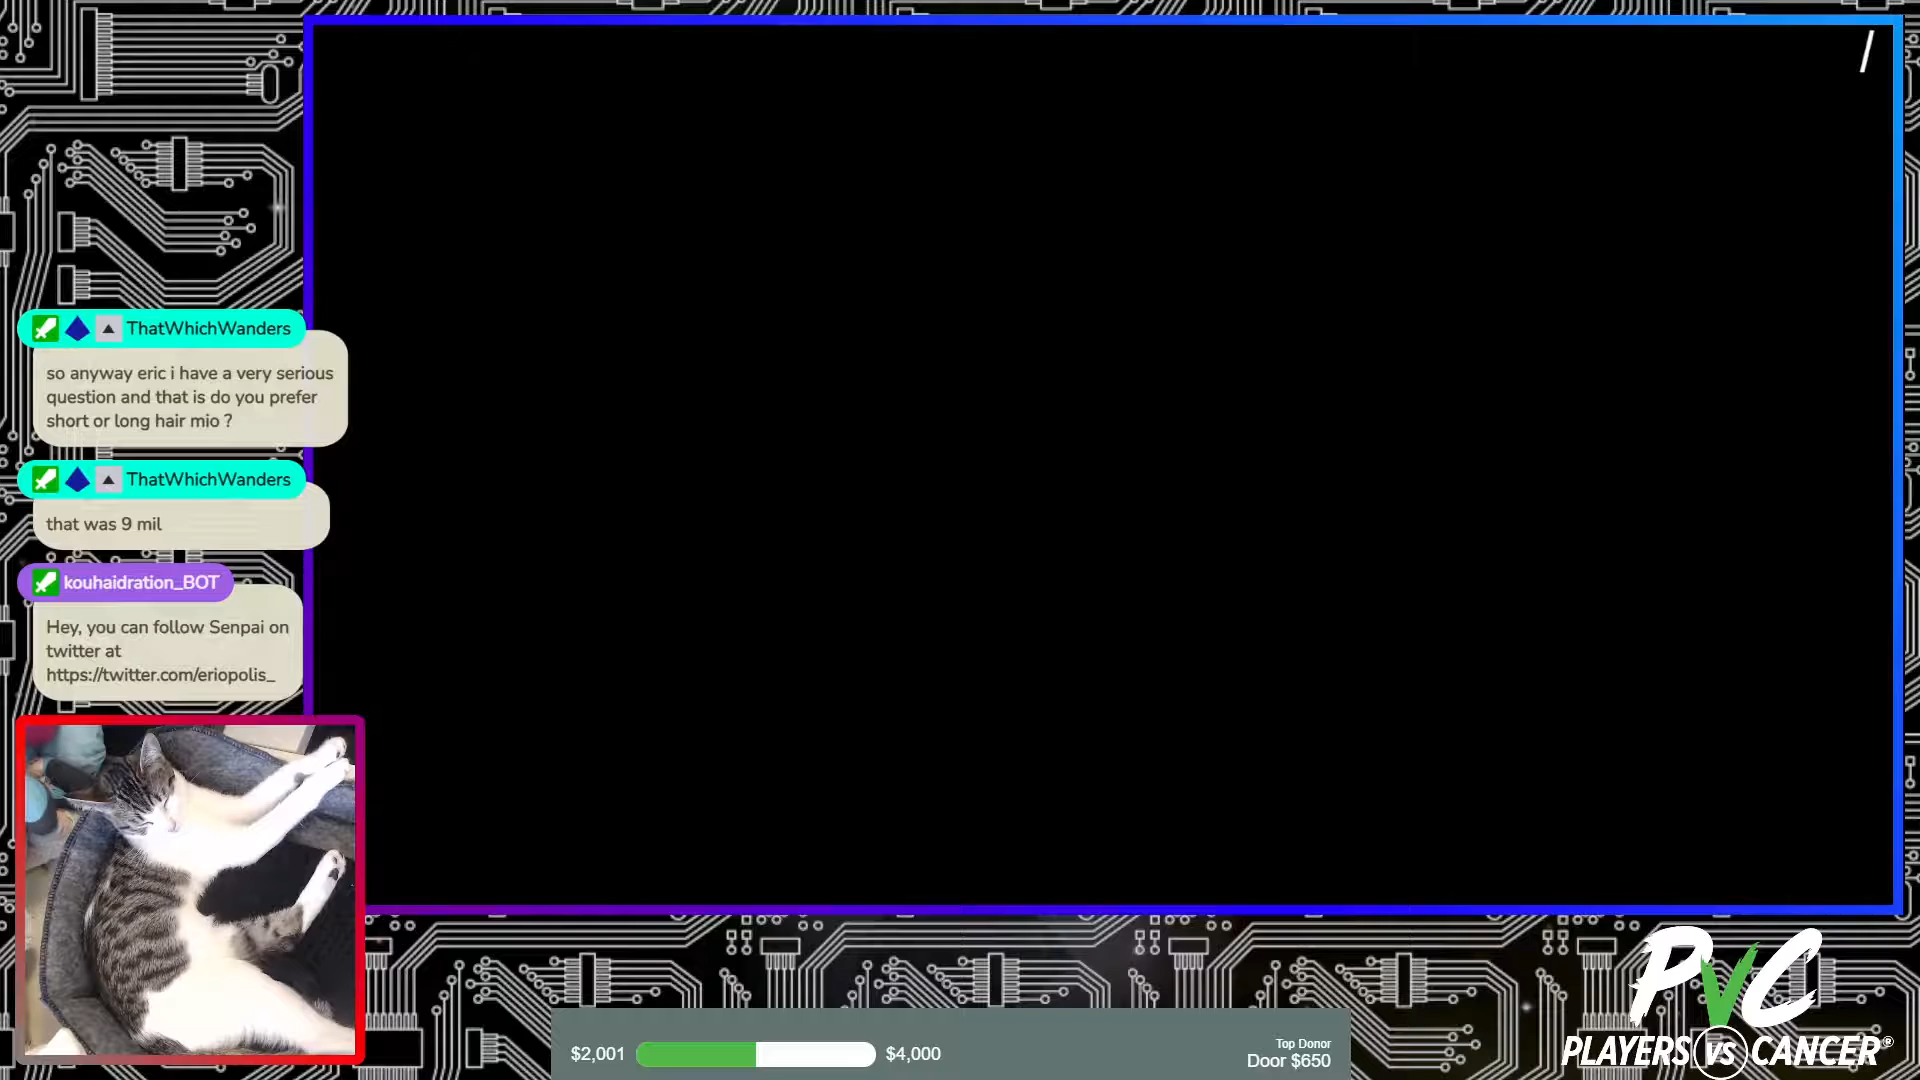 /
ThatWhichWanders
so anyway eric i have a very serious
question and that is do you prefer
short or long hair mio ?
ThatWhichWanders
that was 9 mil
kouhaidration_BOT
Hey, you can follow Senpai on
twitter at
https://twitter.com/eriopolis_
$2,001
$4,000
Top Donor
Door $650
PVC
PLAYERS VS CANCER®